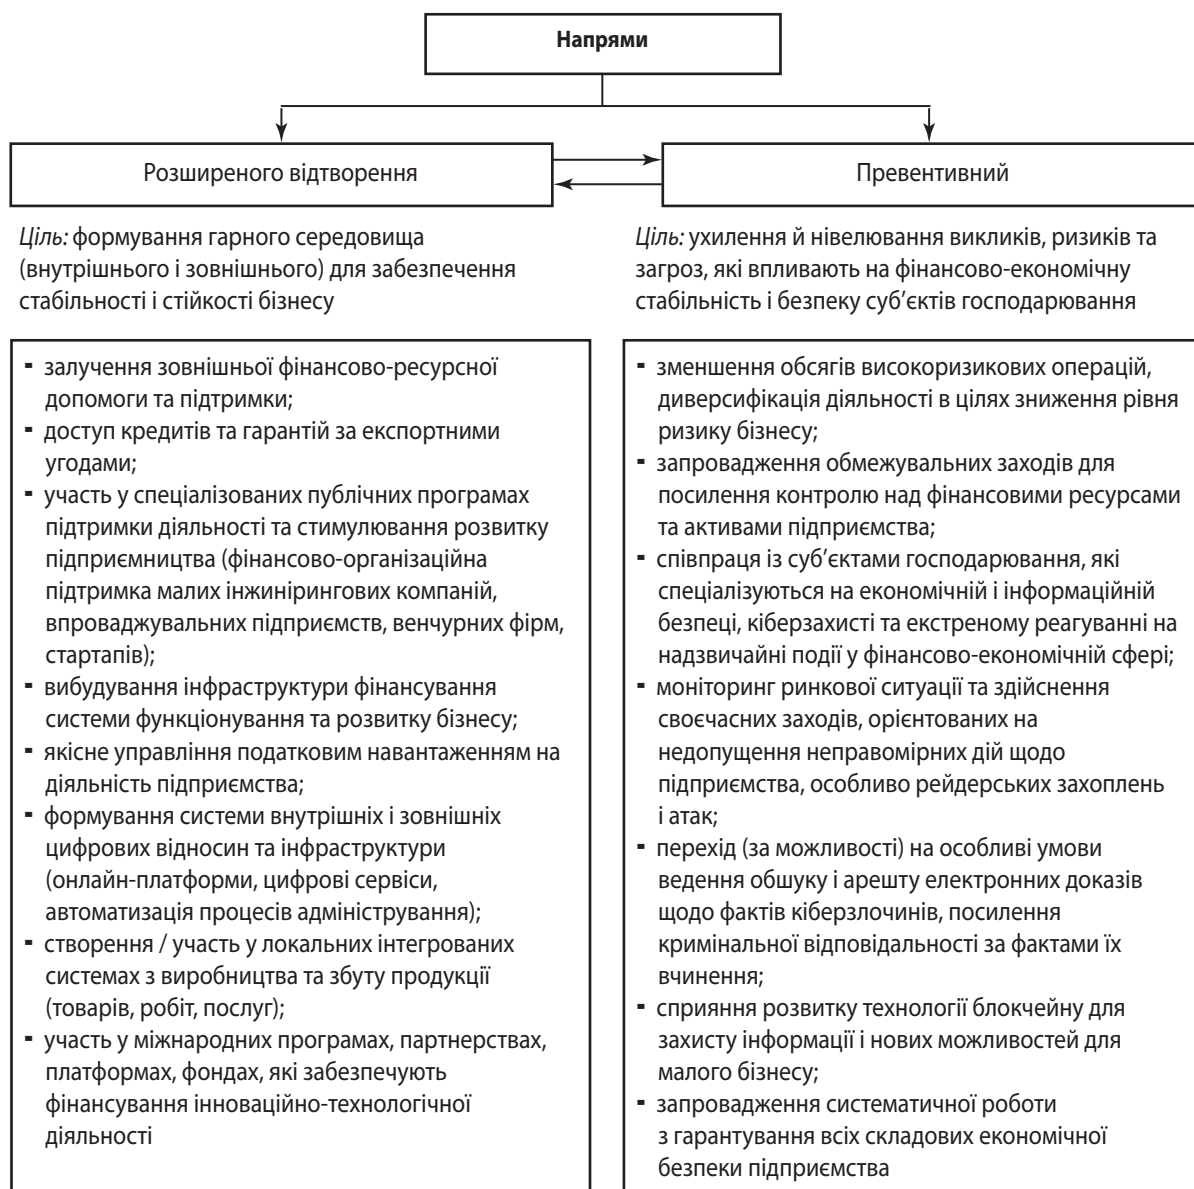 Напрями
Розширеного відтворення
Превентивний
Ціль: формування гарного середовища
(внутрішнього і зовнішнього) для забезпечення
стабільності і стійкості бізнесу
Ціль: ухилення й нівелювання викликів, ризиків та
загроз, які впливають на фінансово-економічну
стабільність і безпеку суб’єктів господарювання
- залучення зовнішньої фінансово-ресурсної
допомоги та підтримки;
- доступ кредитів та гарантій за експортними
угодами;
- участь у спеціалізованих публічних програмах
підтримки діяльності та стимулювання розвитку
підприємництва (фінансово-організаційна
підтримка малих інжинірингових компаній,
впроваджувальних підприємств, венчурних фірм,
стартапів);
- вибудування інфраструктури фінансування
системи функціонування та розвитку бізнесу;
- якісне управління податковим навантаженням на
діяльність підприємства;
- формування системи внутрішніх і зовнішніх
цифрових відносин та інфраструктури
(онлайн-платформи, цифрові сервіси,
автоматизація процесів адміністрування);
- створення / участь у локальних інтегрованих
системах з виробництва та збуту продукції
(товарів, робіт, послуг);
- участь у міжнародних програмах, партнерствах,
платформах, фондах, які забезпечують
фінансування інноваційно-технологічної
діяльності
- зменшення обсягів високоризикових операцій,
диверсифікація діяльності в цілях зниження рівня
ризику бізнесу;
- запровадження обмежувальних заходів для
посилення контролю над фінансовими ресурсами
та активами підприємства;
- співпраця із суб’єктами господарювання, які
спеціалізуються на економічній і інформаційній
безпеці, кіберзахисті та екстреному реагуванні на
надзвичайні події у фінансово-економічній сфері;
- моніторинг ринкової ситуації та здійснення
своєчасних заходів, орієнтованих на
недопущення неправомірних дій щодо
підприємства, особливо рейдерських захоплень
і атак;
- перехід (за можливості) на особливі умови
ведення обшуку і арешту електронних доказів
щодо фактів кіберзлочинів, посилення
кримінальної відповідальності за фактами їх
вчинення;
- сприяння розвитку технології блокчейну для
захисту інформації і нових можливостей для
малого бізнесу;
- запровадження систематичної роботи
з гарантування всіх складових економічної
безпеки підприємства